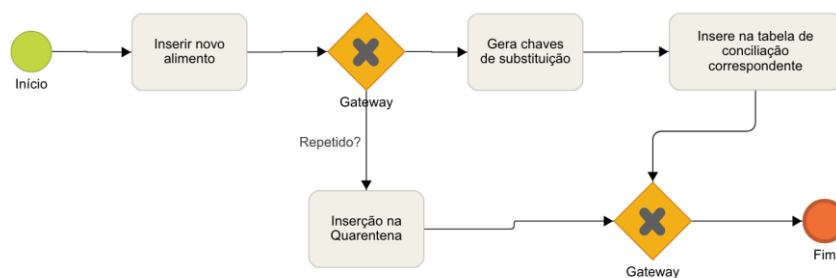 Início
Inserir novo
alimento
Gateway
Gera chaves
de substituição
Insere na tabela de
conciliação
correspondente
Repetido?
Inserção na
Quarentena
Gateway
Fim